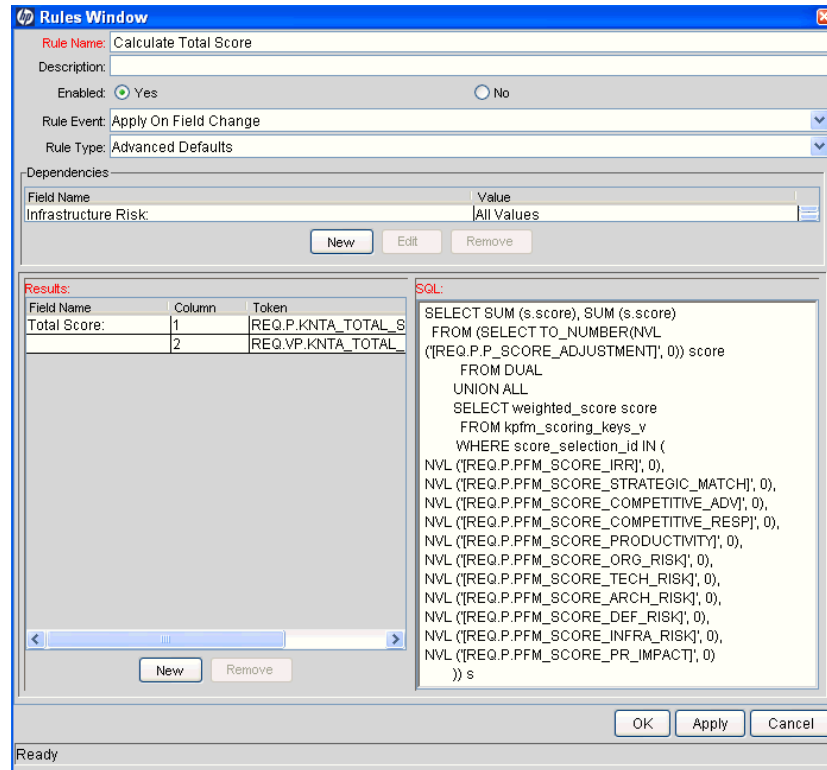 hp Rules Window
Rule Name: Calculate Total Score
Description:
Enabled: Yes No
Rule Event: Apply On Field Change
Rule Type: Advanced Defaults
Dependencies
Field Name Value
Infrastructure Risk: All Values
New Edit Remove
Results:
Field Name Column Token
Total Score: 1 REQ.P.KNTA_TOTAL_S
2 REQ.VP.KNTA_TOTAL_
New Remove
SQL:
SELECT SUM (s.score), SUM (s.score)
FROM (SELECT TO_NUMBER(NVL
('[REQ.P.P_SCORE_ADJUSTMENT]', 0)) score
FROM DUAL
UNION ALL
SELECT weighted_score score
FROM kpfm_scoring_keys_v
WHERE score_selection_id IN (
NVL ('[REQ.P.PFM_SCORE_IRR]', 0),
NVL ('[REQ.P.PFM_SCORE_STRATEGIC_MATCH]', 0),
NVL ('[REQ.P.PFM_SCORE_COMPETITIVE_ADV]', 0),
NVL ('[REQ.P.PFM_SCORE_COMPETITIVE_RESP]', 0),
NVL ('[REQ.P.PFM_SCORE_PRODUCTIVITY]', 0),
NVL ('[REQ.P.PFM_SCORE_ORG_RISK]', 0),
NVL ('[REQ.P.PFM_SCORE_TECH_RISK]', 0),
NVL ('[REQ.P.PFM_SCORE_ARCH_RISK]', 0),
NVL ('[REQ.P.PFM_SCORE_DEF_RISK]', 0),
NVL ('[REQ.P.PFM_SCORE_INFRA_RISK]', 0),
NVL ('[REQ.P.PFM_SCORE_PR_IMPACT]', 0)
)) s
OK Apply Cancel
Ready